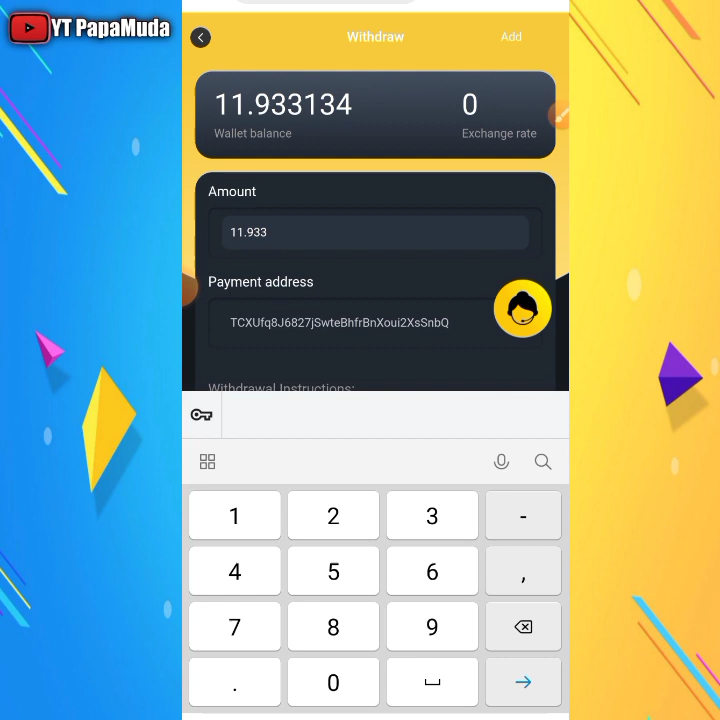 YT PapaMuda
Withdraw
Add
11.933134
0
Wallet balance
Exchange rate
Amount
11.933
Payment address
TCXUfq8J6827jSwteBhfrBnXoui2XsSnbQ
Withdrawal Instructions:
1 2 3 -
4 5 6 ,
7 8 9
. 0